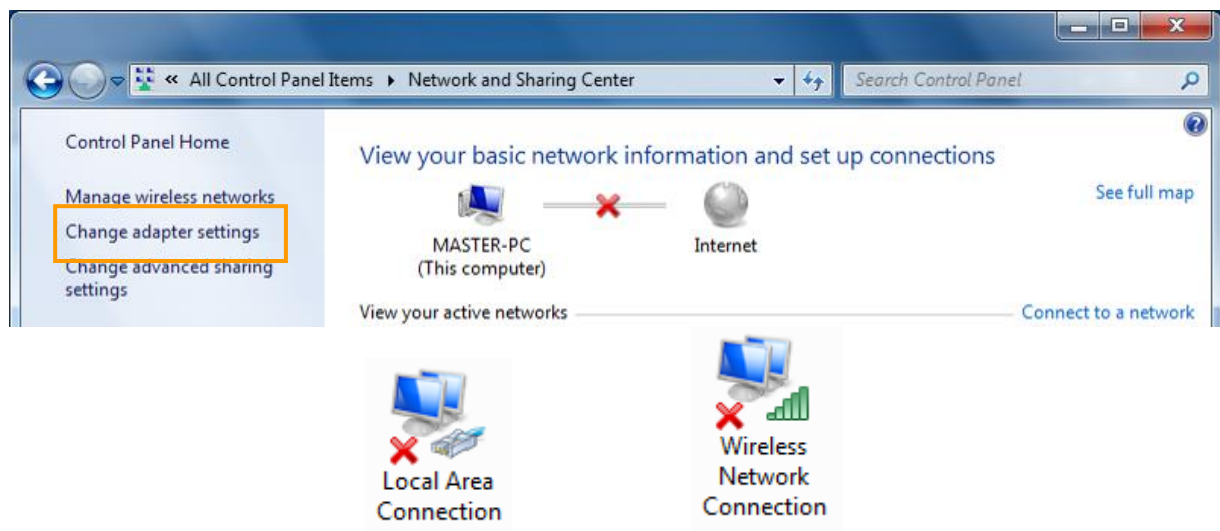 « All Control Panel Items ▸ Network and Sharing Center
Search Control Panel
Control Panel Home
Manage wireless networks
Change adapter settings
Change advanced sharing
settings
View your basic network information and set up connections
See full map
MASTER-PC
(This computer)
Internet
View your active networks
Connect to a network
Local Area
Connection
Wireless
Network
Connection